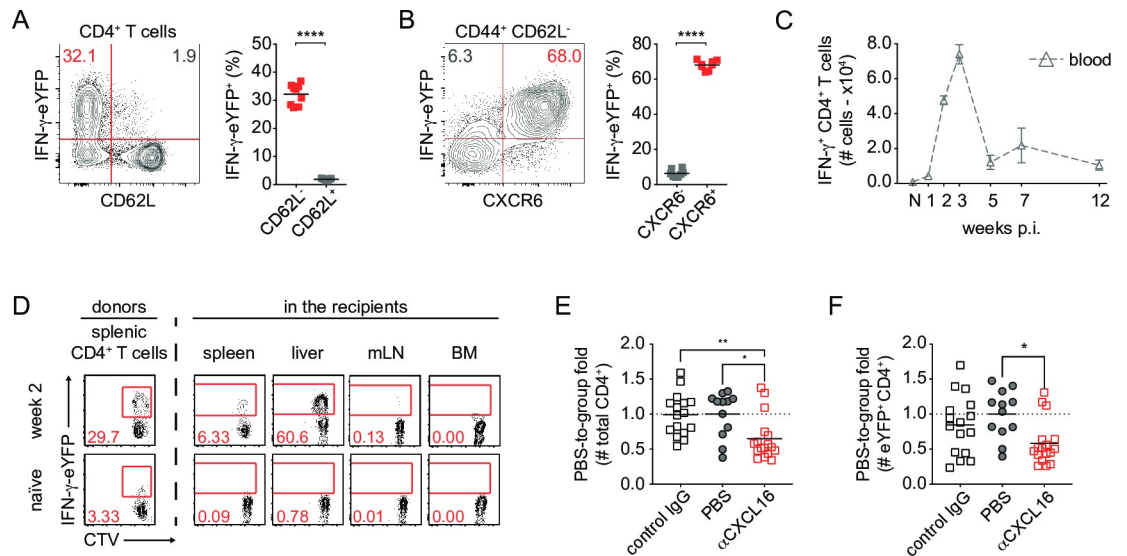 A
CD4⁺ T cells
32.1
1.9
IFN-γ-eYFP
CD62L
IFN-γ-eYFP⁺ (%)
50
40
30
20
10
0
****
CD62L⁻
CD62L⁺
B
CD44⁺ CD62L⁻
6.3
68.0
IFN-γ-eYFP
CXCR6
IFN-γ-eYFP⁺ (%)
80
60
40
20
0
****
CXCR6⁻
CXCR6⁺
C
IFN-γ⁺ CD4⁺ T cells
(# cells - x10⁴)
8.0
6.0
4.0
2.0
0.0
blood
N 1 2 3 5 7 12
weeks p.i.
D
donors
in the recipients
splenic
CD4⁺ T cells
spleen
liver
mLN
BM
week 2
29.7
6.33
60.6
0.13
0.00
naïve
3.33
0.09
0.78
0.01
0.00
IFN-γ-eYFP
CTV
E
PBS-to-group fold
(# total CD4⁺)
2.0
1.5
1.0
0.5
0.0
**
*
control IgG
PBS
αCXCL16
F
PBS-to-group fold
(# eYFP⁺ CD4⁺)
2.0
1.5
1.0
0.5
0.0
*
control IgG
PBS
αCXCL16